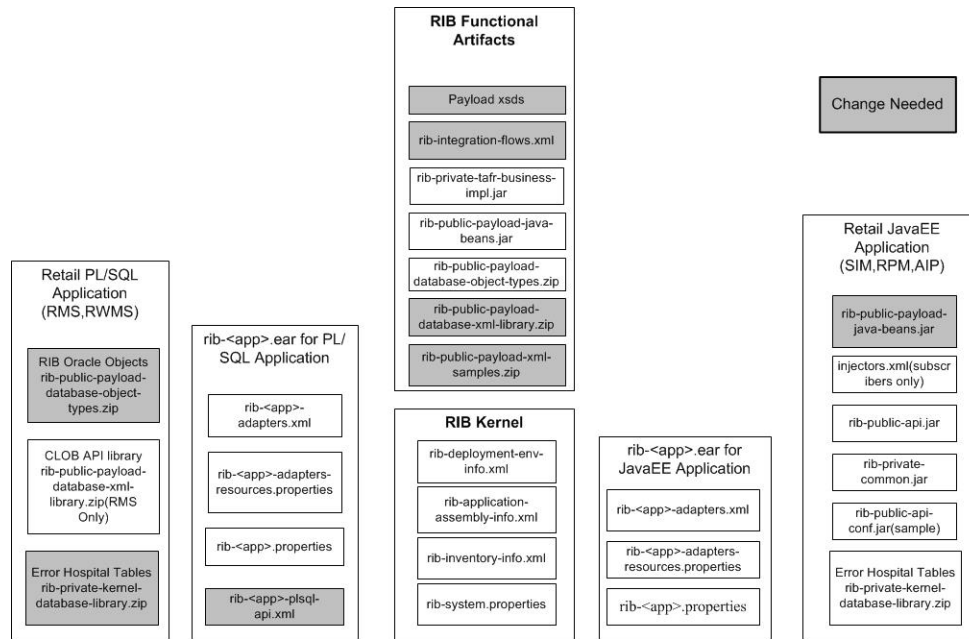 RIB Functional
Artifacts
Payload xsds
rib-integration-flows.xml
rib-private-tafr-business-
impl.jar
rib-public-payload-java-
beans.jar
rib-public-payload-
database-object-types.zip
rib-public-payload-
database-xml-library.zip
rib-public-payload-xml-
samples.zip
Change Needed
Retail PL/SQL
Application
(RMS,RWMS)
RIB Oracle Objects
rib-public-payload-
database-object-
types.zip
CLOB API library
rib-public-payload-
database-xml-
library.zip(RMS
Only)
Error Hospital Tables
rib-private-kernel-
database-library.zip
rib-<app>.ear for PL/
SQL Application
rib-<app>-
adapters.xml
rib-<app>-adapters-
resources.properties
rib-<app>.properties
rib-<app>-plsql-
api.xml
RIB Kernel
rib-deployment-env-
info.xml
rib-application-
assembly-info.xml
rib-inventory-info.xml
rib-system.properties
rib-<app>.ear for
JavaEE Application
rib-<app>-adapters.xml
rib-<app>-adapters-
resources.properties
rib-<app>.properties
Retail JavaEE
Application
(SIM,RPM,AIP)
rib-public-payload-
java-beans.jar
injectors.xml(subscr
ibers only)
rib-public-api.jar
rib-private-
common.jar
rib-public-api-
conf.jar(sample)
Error Hospital Tables
rib-private-kernel-
database-library.zip